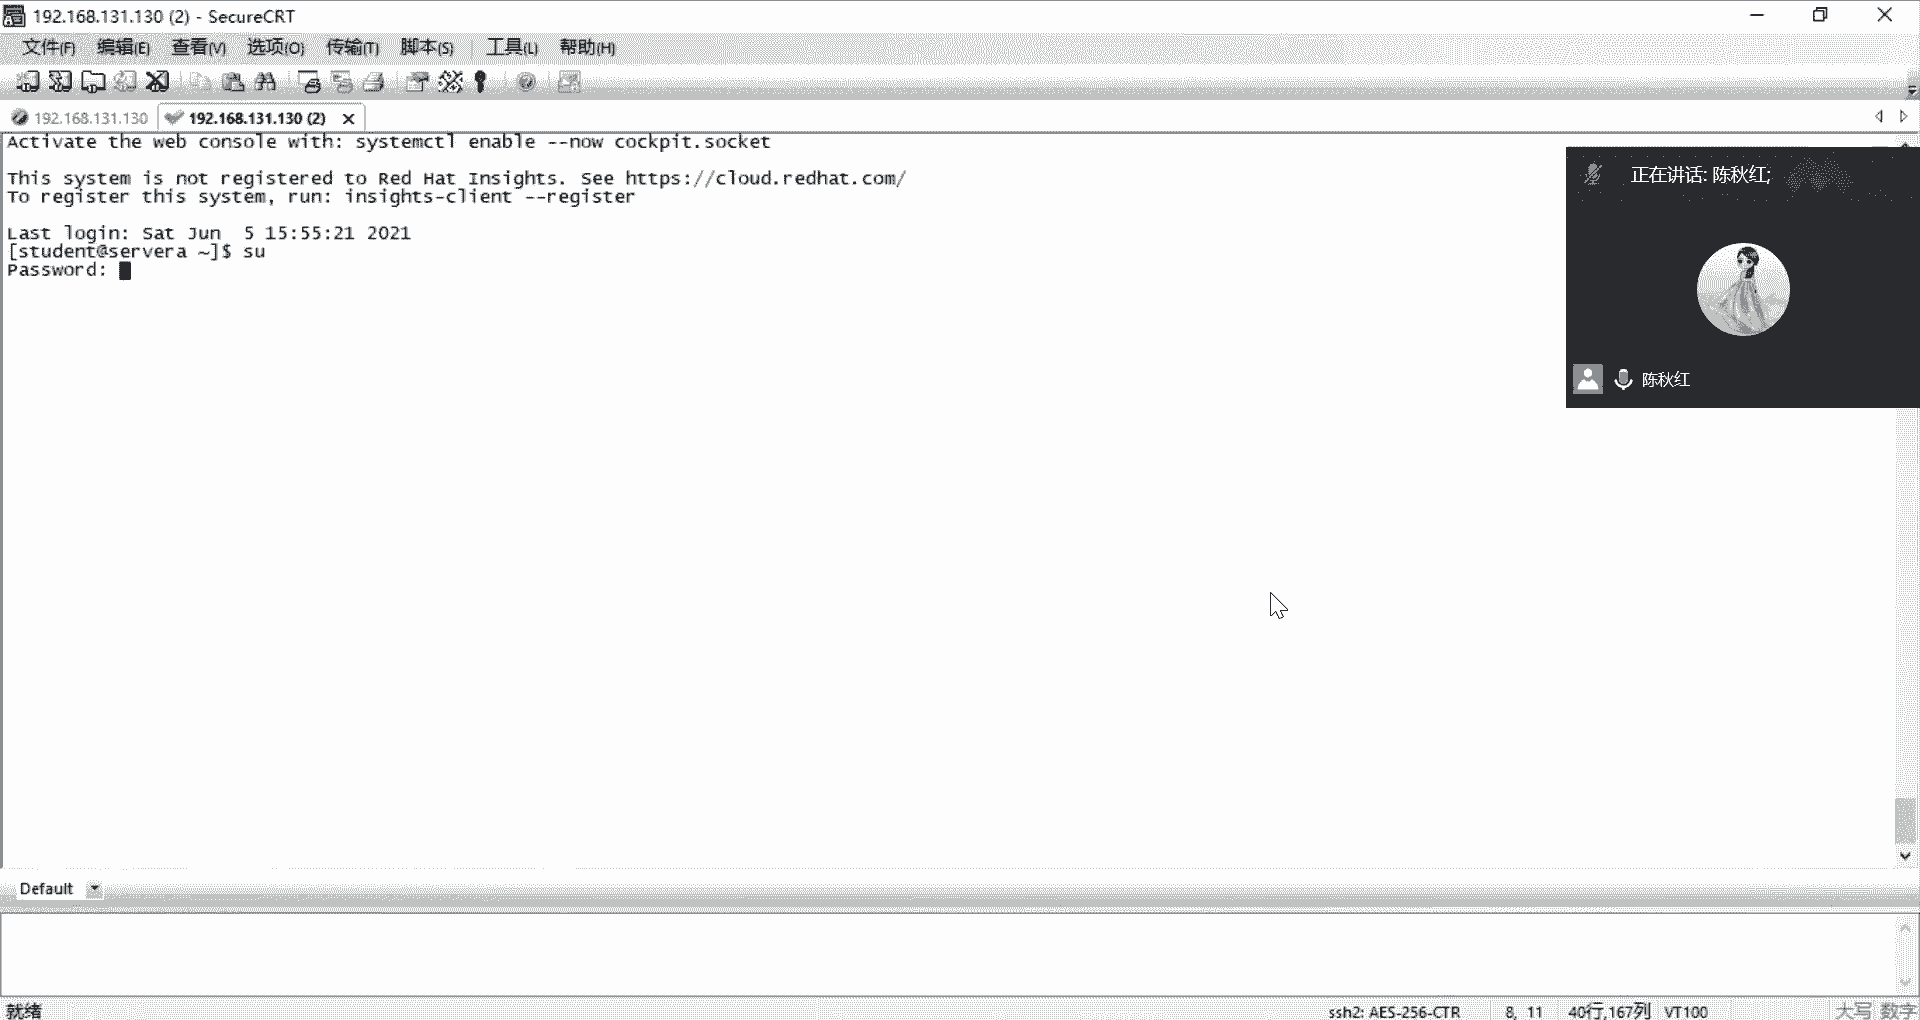 192.168.131.130 (2) - SecureCRT
文件(F) 编辑(E) 查看(V) 选项(O) 传输(T) 脚本(S) 工具(L) 帮助(H)
192.168.131.130 192.168.131.130 (2)
Activate the web console with: systemctl enable --now cockpit.socket
This system is not registered to Red Hat Insights. See https://cloud.redhat.com/
To register this system, run: insights-client --register
Last login: Sat Jun  5 15:55:21 2021
[student@servera ~]$ su
Password:
正在讲话: 陈秋红;
陈秋红
Default
就绪 ssh2: AES-256-CTR 8, 11 40行,167列 VT100 大写 数字